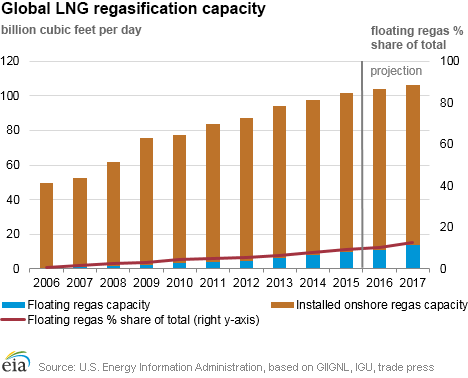 Global LNG regasification capacity
billion cubic feet per day
floating regas %
share of total
projection
120
100
80
60
40
20
0
100
80
60
40
20
0
2006 2007 2008 2009 2010 2011 2012 2013 2014 2015 2016 2017
Floating regas capacity
Installed onshore regas capacity
Floating regas % share of total (right y-axis)
eia
Source: U.S. Energy Information Administration, based on GIIGNL, IGU, trade press